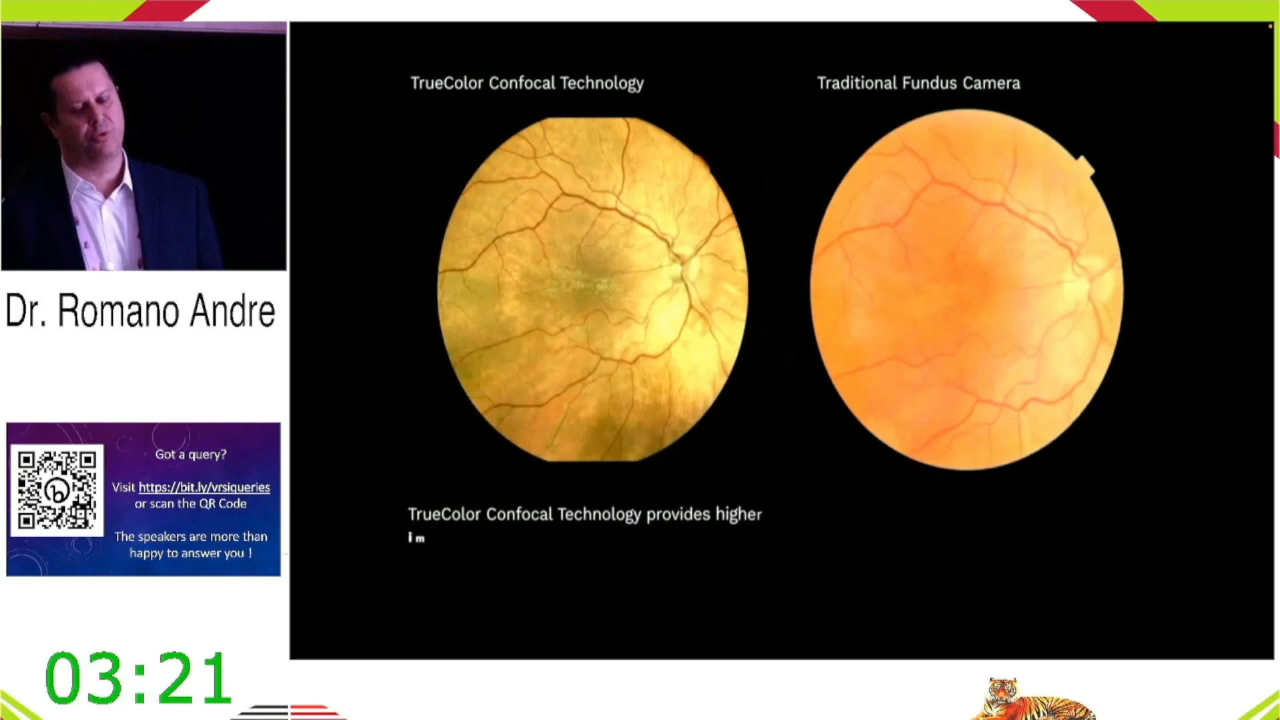 TrueColor Confocal Technology
Traditional Fundus Camera
Dr. Romano Andre
Got a query?
Visit https://bit.ly/vrsiqueries
or scan the QR Code
The speakers are more than
happy to answer you !
TrueColor Confocal Technology provides higher
im
03:21